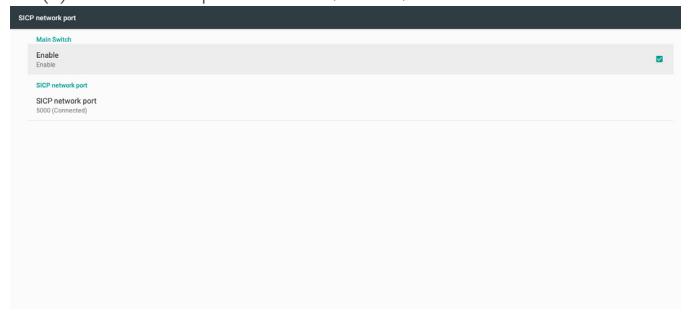 SICP network port
Main Switch
Enable
Enable
SICP network port
SICP network port
5000 (Connected)